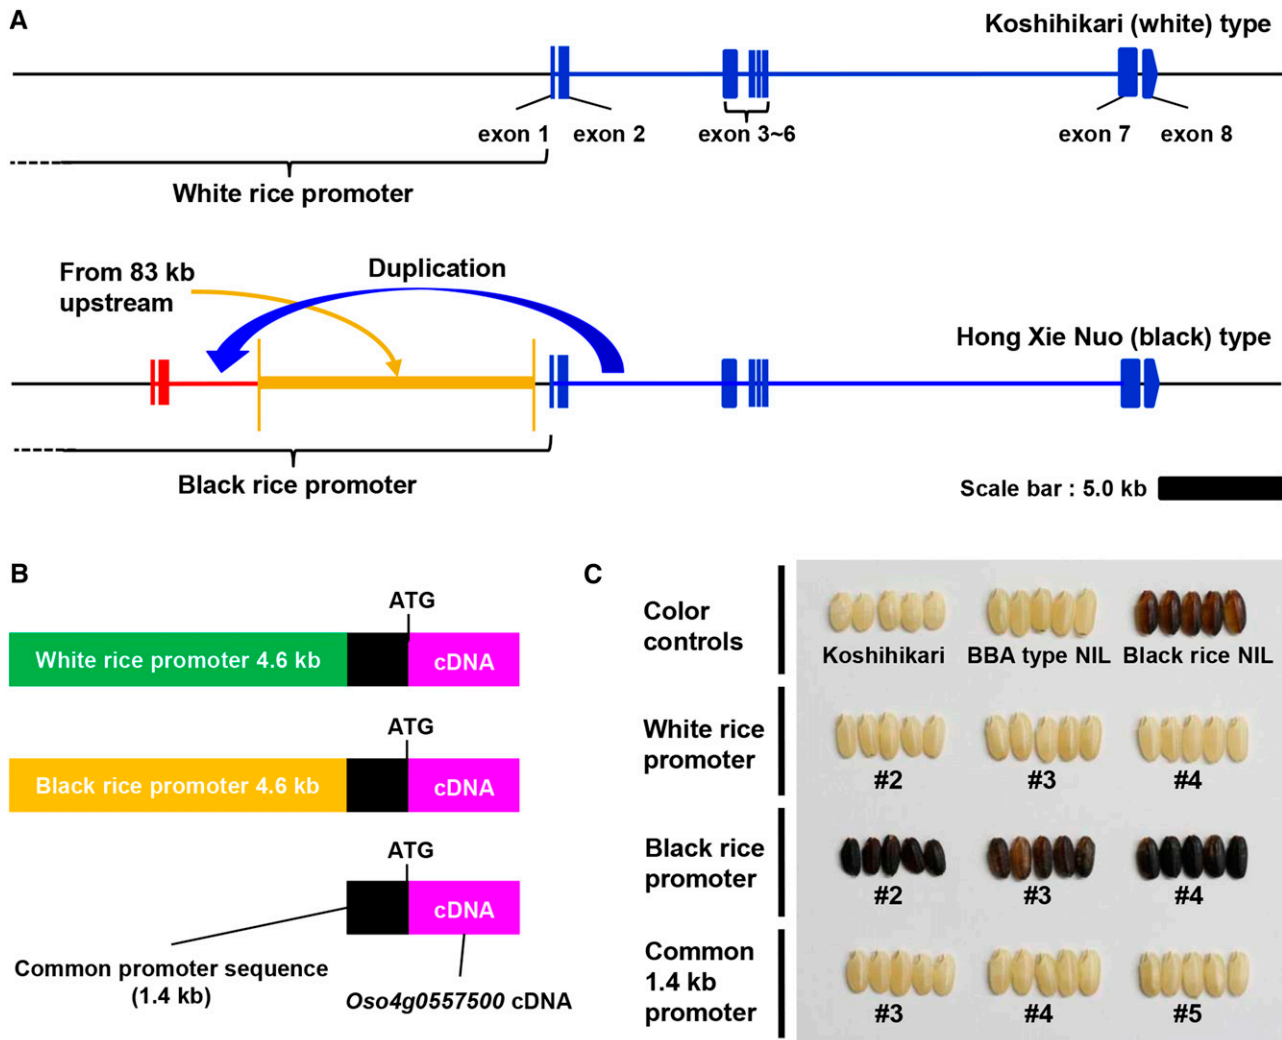 A
Koshihikari (white) type
exon 1
exon 2
exon 3~6
exon 7
exon 8
White rice promoter
From 83 kb
upstream
Duplication
Hong Xie Nuo (black) type
Black rice promoter
Scale bar : 5.0 kb
B
ATG
White rice promoter 4.6 kb
cDNA
ATG
Black rice promoter 4.6 kb
cDNA
ATG
cDNA
Common promoter sequence
(1.4 kb)
Oso4g0557500 cDNA
C
Color
controls
Koshihikari
BBA type NIL
Black rice NIL
White rice
promoter
#2
#3
#4
Black rice
promoter
#2
#3
#4
Common
1.4 kb
promoter
#3
#4
#5